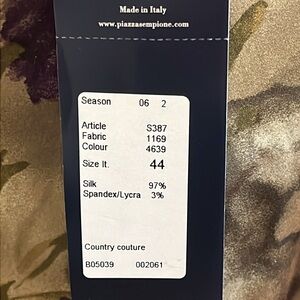 Made in Italy
www.piazzasempione.com
Season 06 2
Article S387
Fabric 1169
Colour 4639
Size It. 44
Silk 97%
Spandex/Lycra 3%
Country couture
B05039 002061